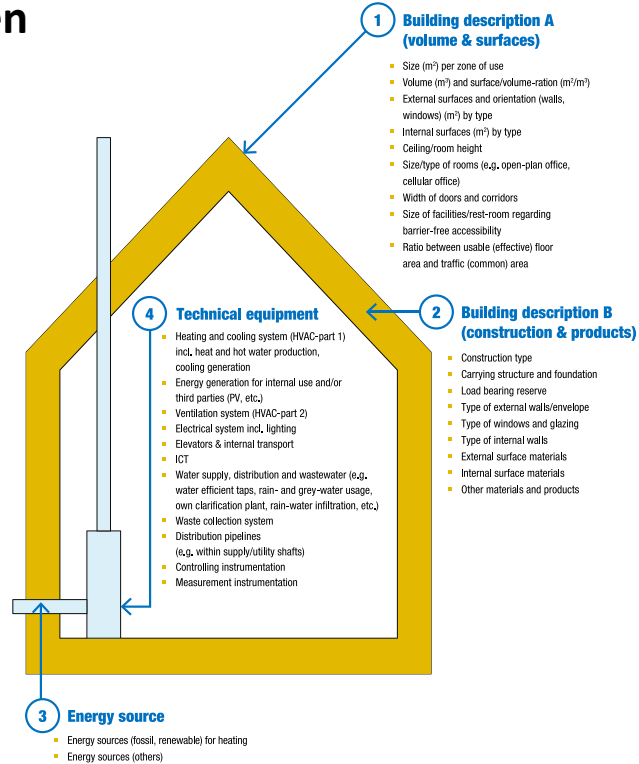 en
1 Building description A
(volume & surfaces)
Size (m²) per zone of use
Volume (m³) and surface/volume-ration (m²/m³)
External surfaces and orientation (walls,
windows) (m²) by type
Internal surfaces (m²) by type
Ceiling/room height
Size/type of rooms (e.g. open-plan office,
cellular office)
Width of doors and corridors
Size of facilities/rest-room regarding
barrier-free accessibility
Ratio between usable (effective) floor
area and traffic (common) area
2 Building description B
(construction & products)
Construction type
Carrying structure and foundation
Load bearing reserve
Type of external walls/envelope
Type of windows and glazing
Type of internal walls
External surface materials
Internal surface materials
Other materials and products
4 Technical equipment
Heating and cooling system (HVAC-part 1)
incl. heat and hot water production,
cooling generation
Energy generation for internal use and/or
third parties (PV, etc.)
Ventilation system (HVAC-part 2)
Electrical system incl. lighting
Elevators & internal transport
ICT
Water supply, distribution and wastewater (e.g.
water efficient taps, rain- and grey-water usage,
own clarification plant, rain-water infiltration, etc.)
Waste collection system
Distribution pipelines
(e.g. within supply/utility shafts)
Controlling instrumentation
Measurement instrumentation
3 Energy source
Energy sources (fossil, renewable) for heating
Energy sources (others)